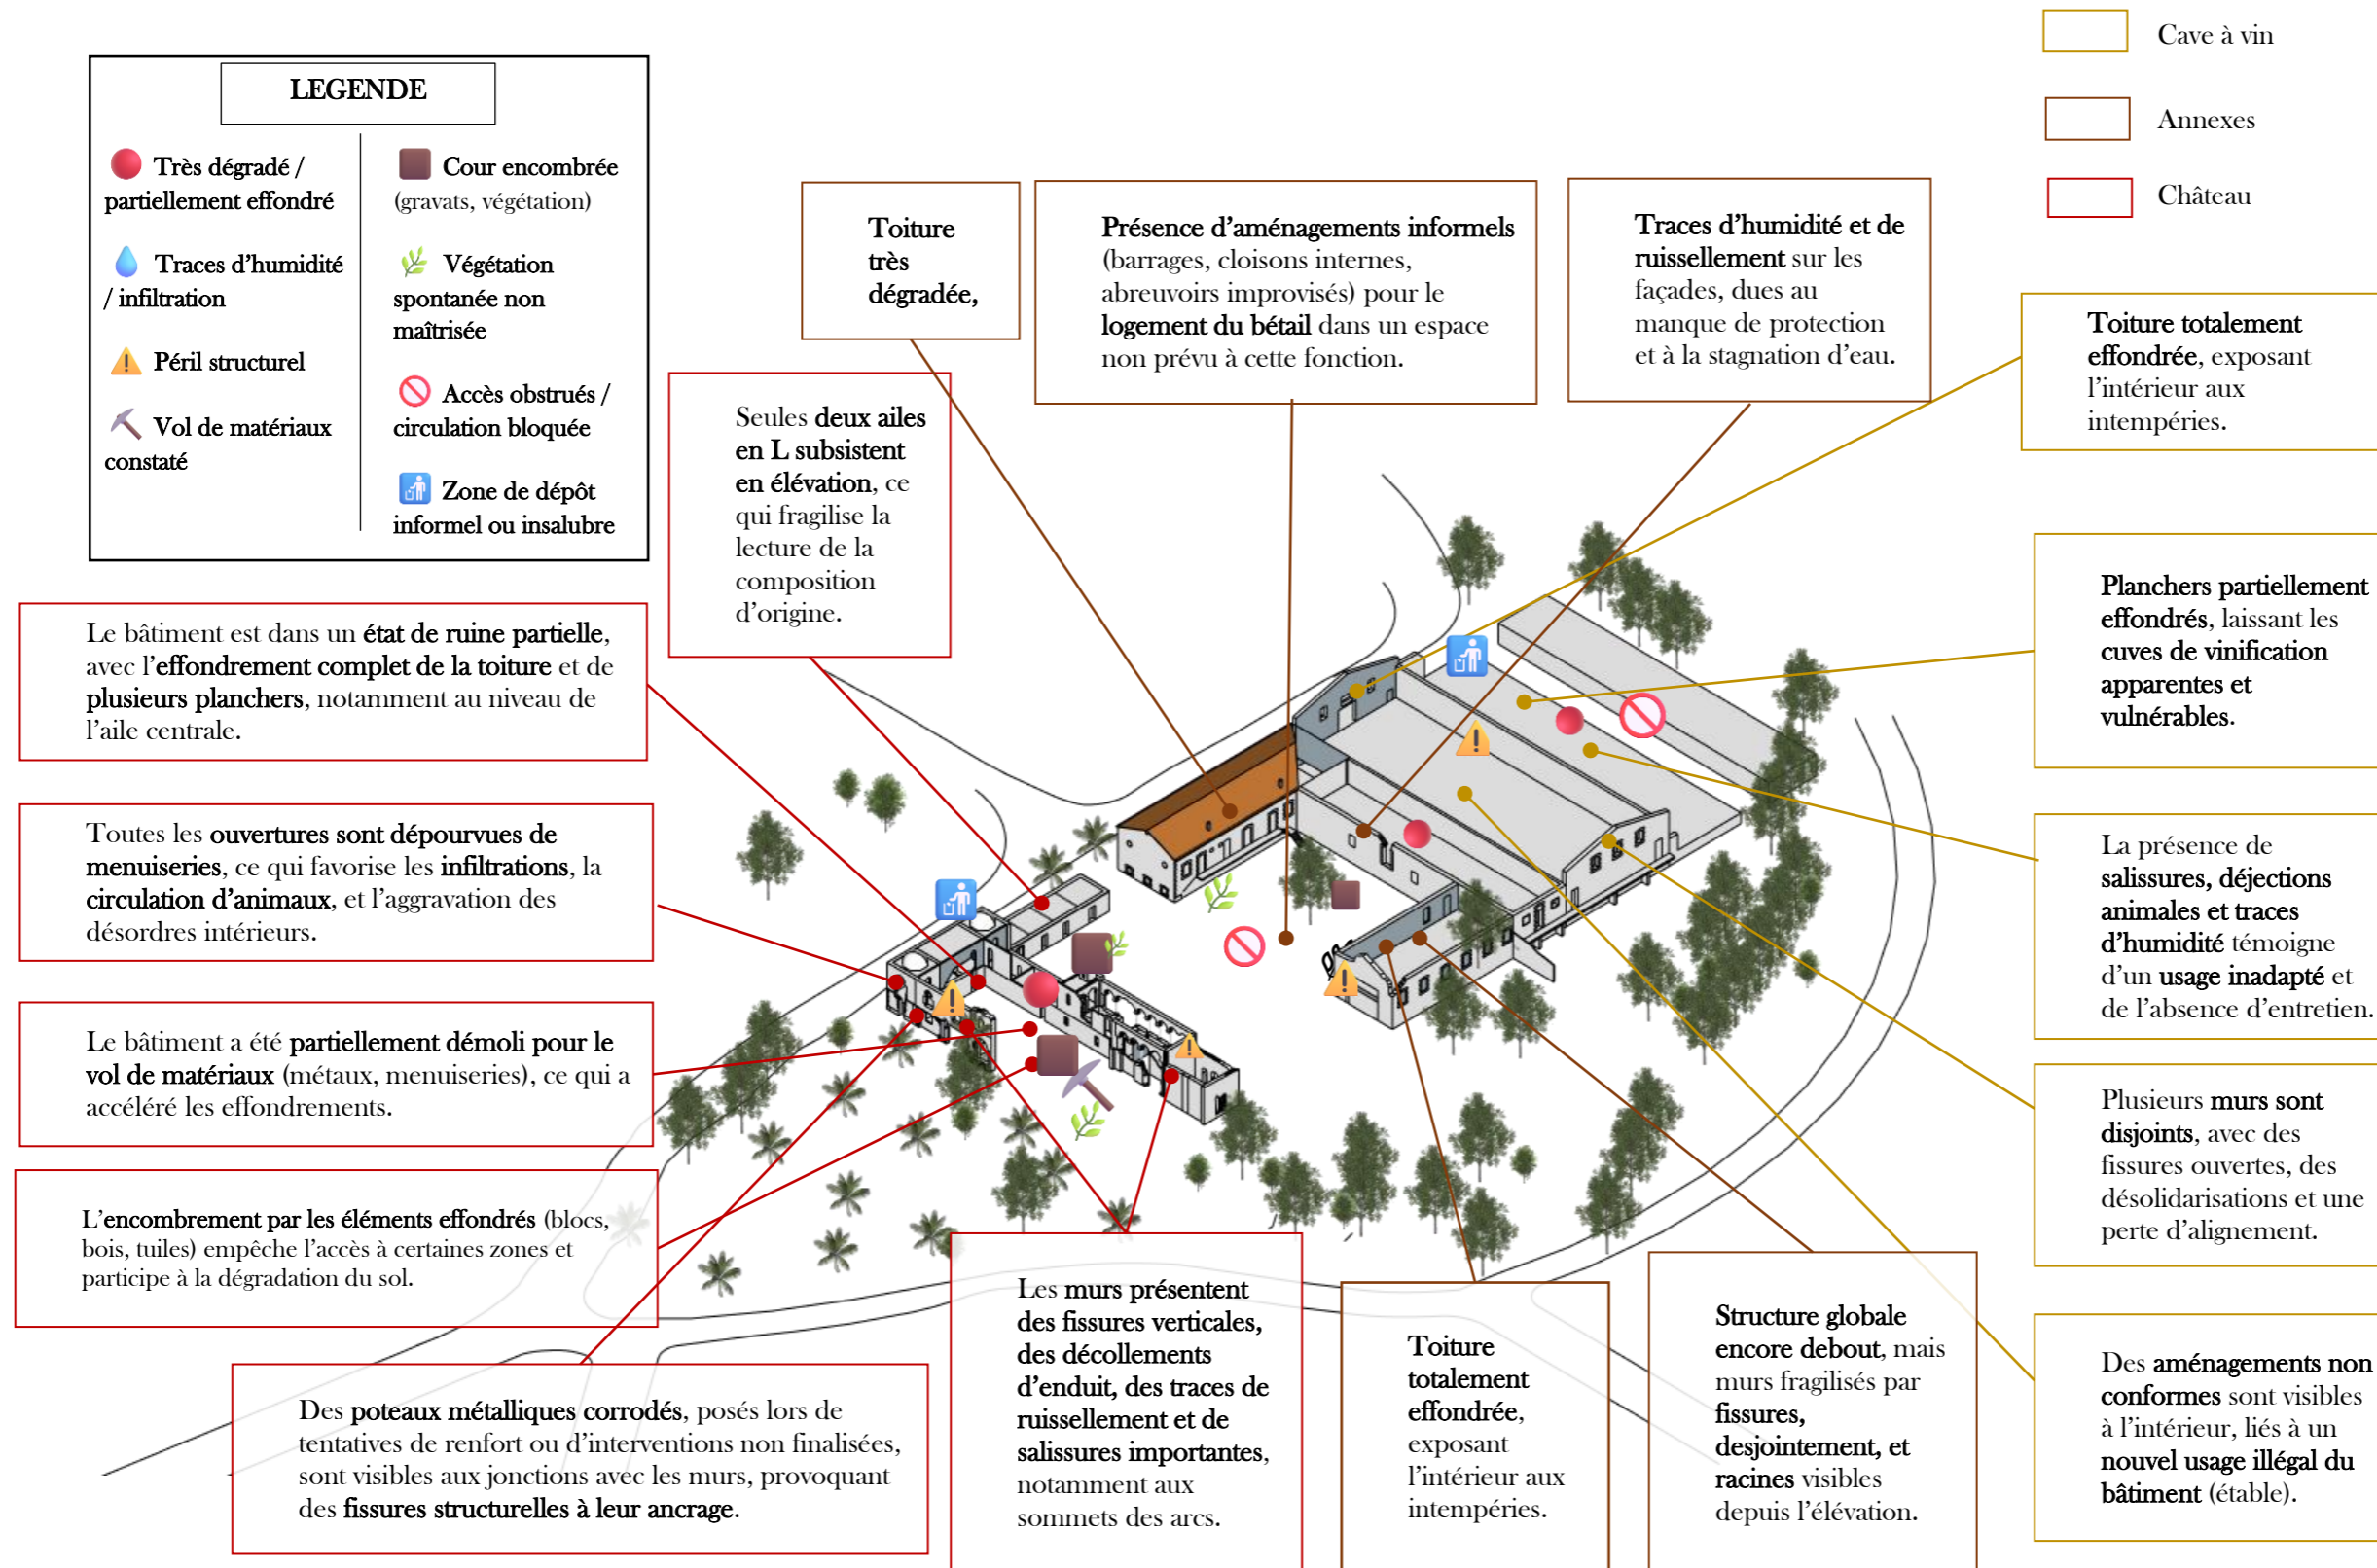 LEGENDE
Très dégradé /
partiellement effondré
Traces d’humidité
/ infiltration
Péril structurel
Vol de matériaux
constaté
Cour encombrée
(gravats, végétation)
Végétation
spontanée non
maîtrisée
Accès obstrués /
circulation bloquée
Zone de dépôt
informel ou insalubre
Cave à vin
Annexes
Château
Toiture
très
dégradée,
Présence d’aménagements informels
(barrages, cloisons internes,
abreuvoirs improvisés) pour le
logement du bétail dans un espace
non prévu à cette fonction.
Traces d’humidité et de
ruissellement sur les
façades, dues au
manque de protection
et à la stagnation d’eau.
Toiture totalement
effondrée, exposant
l’intérieur aux
intempéries.
Seules deux ailes
en L subsistent
en élévation, ce
qui fragilise la
lecture de la
composition
d’origine.
Planchers partiellement
effondrés, laissant les
cuves de vinification
apparentes et
vulnérables.
Le bâtiment est dans un état de ruine partielle,
avec l’effondrement complet de la toiture et de
plusieurs planchers, notamment au niveau de
l’aile centrale.
Toutes les ouvertures sont dépourvues de
menuiseries, ce qui favorise les infiltrations, la
circulation d’animaux, et l’aggravation des
désordres intérieurs.
La présence de
salissures, déjections
animales et traces
d’humidité témoigne
d’un usage inadapté et
de l’absence d’entretien.
Le bâtiment a été partiellement démoli pour le
vol de matériaux (métaux, menuiseries), ce qui a
accéléré les effondrements.
Plusieurs murs sont
disjoints, avec des
fissures ouvertes, des
désolidarisations et une
perte d’alignement.
L’encombrement par les éléments effondrés (blocs,
bois, tuiles) empêche l’accès à certaines zones et
participe à la dégradation du sol.
Des poteaux métalliques corrodés, posés lors de
tentatives de renfort ou d’interventions non finalisées,
sont visibles aux jonctions avec les murs, provoquant
des fissures structurelles à leur ancrage.
Les murs présentent
des fissures verticales,
des décollements
d’enduit, des traces de
ruissellement et de
salissures importantes,
notamment aux
sommets des arcs.
Toiture
totalement
effondrée,
exposant
l’intérieur aux
intempéries.
Structure globale
encore debout, mais
murs fragilisés par
fissures,
desjointement, et
racines visibles
depuis l’élévation.
Des aménagements non
conformes sont visibles
à l’intérieur, liés à un
nouvel usage illégal du
bâtiment (étable).